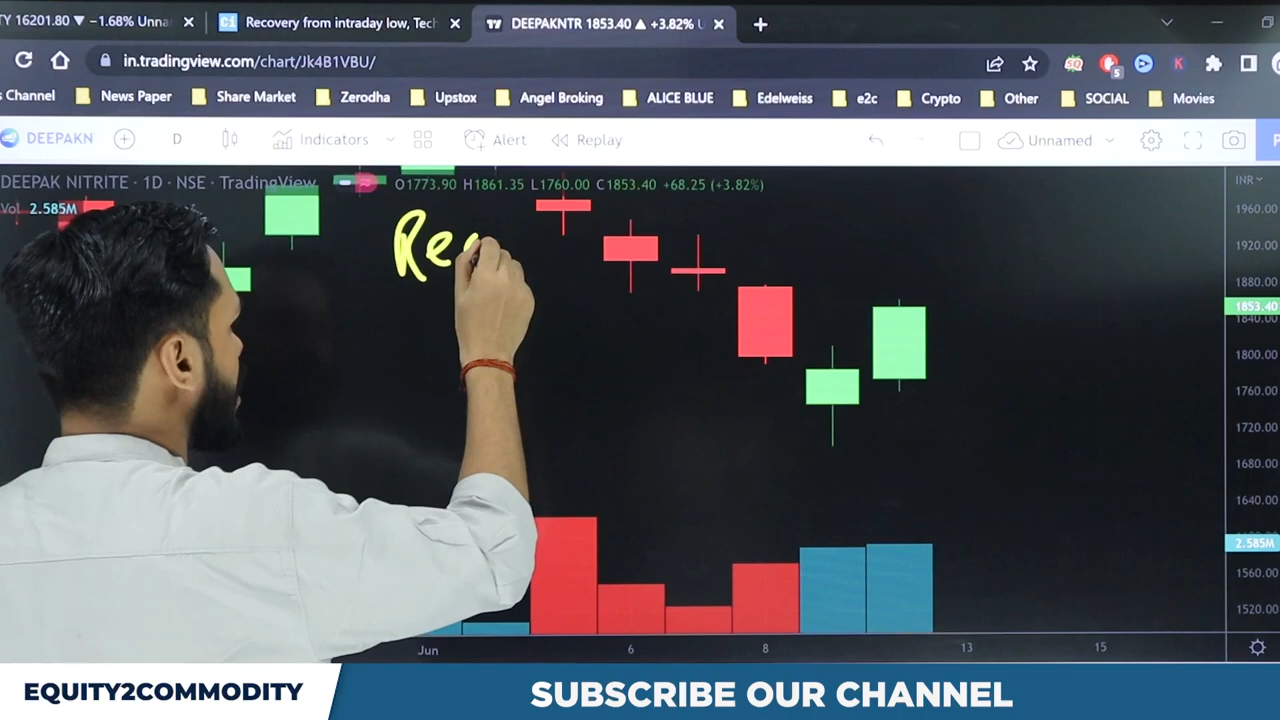 TY 16201.80 ▼ −1.68% Unna
Ci Recovery from intraday low, Tech
DEEPAKNTR 1853.40 ▲ +3.82% U
in.tradingview.com/chart/Jk4B1VBU/
SQ 5 K
s Channel News Paper Share Market Zerodha Upstox Angel Broking ALICE BLUE Edelweiss e2c Crypto Other SOCIAL Movies
DEEPAKN D Indicators Alert Replay Unnamed P
DEEPAK NITRITE · 1D · NSE · TradingView O1773.90 H1861.35 L1760.00 C1853.40 +68.25 (+3.82%) INR
Vol 2.585M
Re
1960.00
1920.00
1880.00
1853.40
1840.00
1800.00
1760.00
1720.00
1680.00
1640.00
2.585M
1560.00
1520.00
Jun 6 8 13 15
EQUITY2COMMODITY SUBSCRIBE OUR CHANNEL